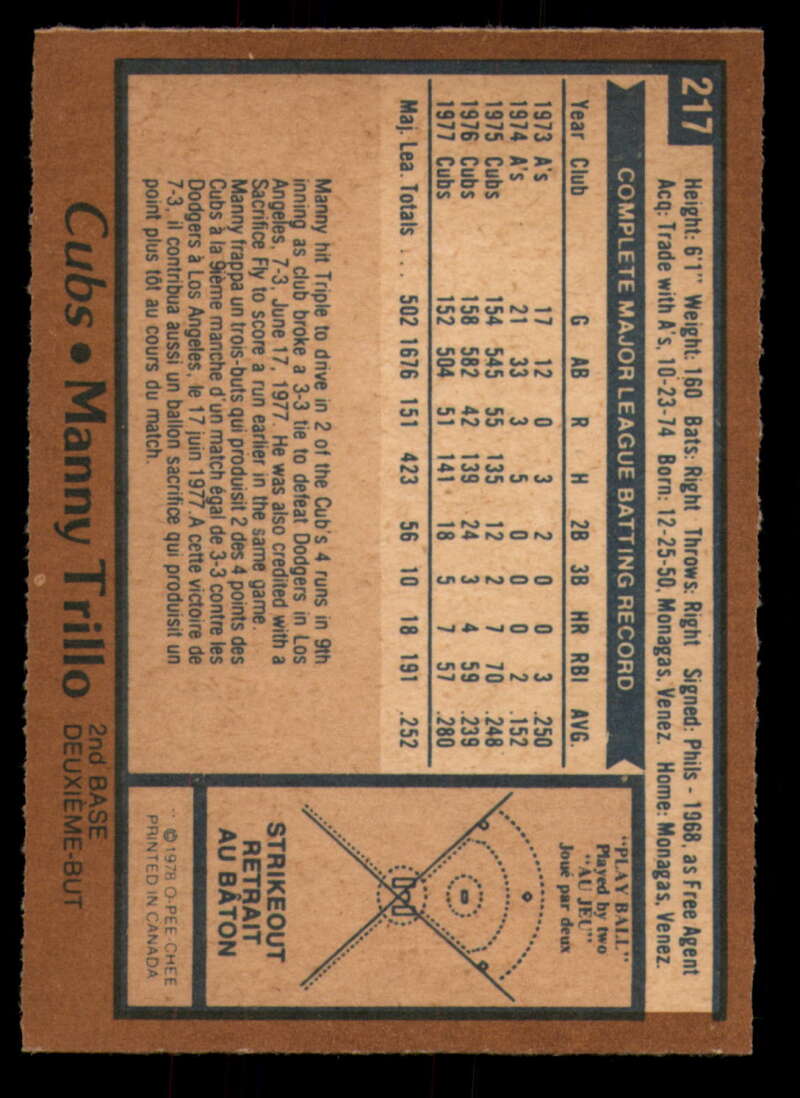 217
Height: 6'1" Weight: 160 Bats: Right Throws: Right Signed: Phils - 1968, as Free Agent
Acq: Trade with A's, 10-23-74 Born: 12-25-50, Monagas, Venez. Home: Monagas, Venez.
COMPLETE MAJOR LEAGUE BATTING RECORD
Year Club G AB R H 2B 3B HR RBI AVG.
1973 A's 17 12 0 3 2 0 0 3 .250
1974 A's 21 33 3 5 0 0 0 2 .152
1975 Cubs 154 545 55 135 12 2 7 70 .248
1976 Cubs 158 582 42 139 24 3 4 59 .239
1977 Cubs 152 504 51 141 18 5 7 57 .280
Maj. Lea. Totals ... 502 1676 151 423 56 10 18 191 .252
Manny hit Triple to drive in 2 of the Cub's 4 runs in 9th
inning as club broke a 3-3 tie to defeat Dodgers in Los
Angeles, 7-3, June 17, 1977. He was also credited with a
Sacrifice Fly to score a run earlier in the same game.
Manny frappa un trois-buts qui produisit 2 des 4 points des
Cubs à la 9ième manche d'un match égal de 3-3 contre les
Dodgers à Los Angeles, le 17 juin 1977. A cette victoire de
7-3, il contribua aussi un ballon sacrifice qui produisit un
point plus tôt au cours du match.
"PLAY BALL"
Played by two
"AU JEU"
Joué par deux
STRIKEOUT
RETRAIT
AU BÂTON
** © 1978 O-PEE-CHEE
PRINTED IN CANADA
Cubs • Manny Trillo
2nd BASE
DEUXIÈME-BUT